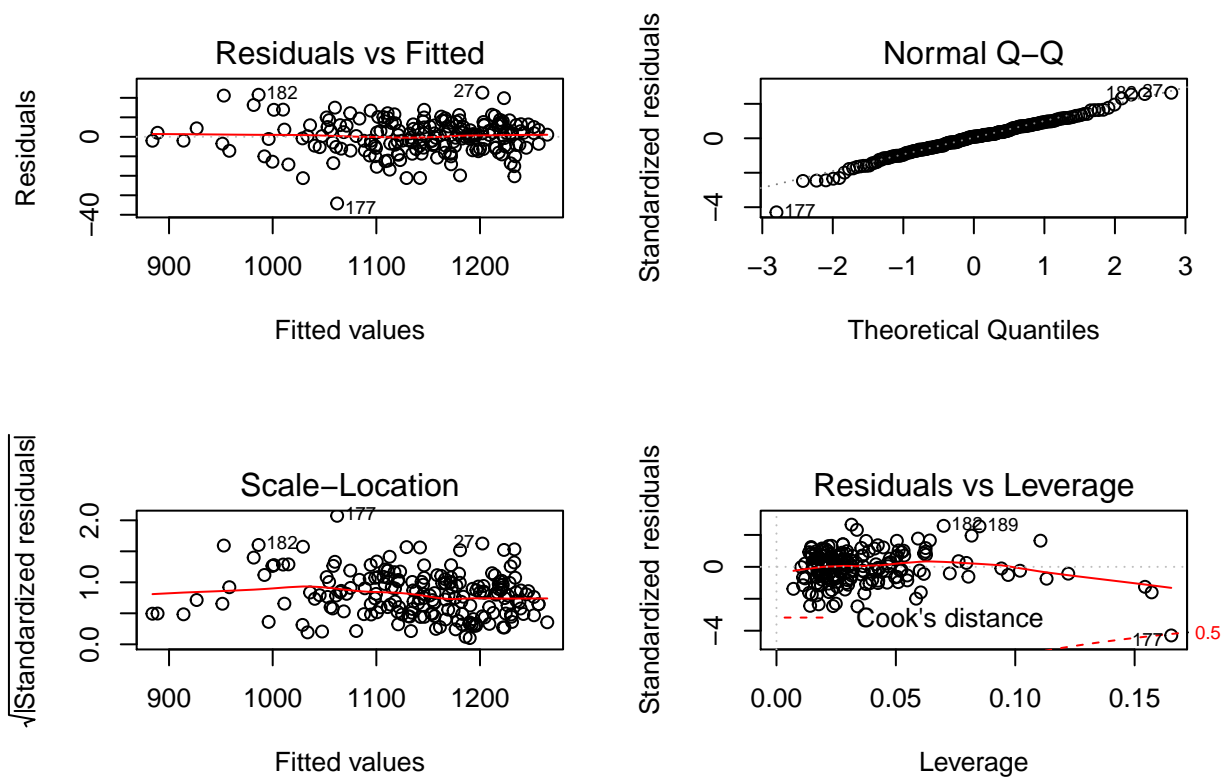 Residuals vs Fitted
Residuals
0
−40
182
27
177
900 1000 1100 1200
Fitted values
Normal Q−Q
Standardized residuals
0
−4
182
27
177
−3 −2 −1 0 1 2 3
Theoretical Quantiles
Scale−Location
√|Standardized residuals|
2.0
1.0
0.0
177
182
27
900 1000 1100 1200
Fitted values
Residuals vs Leverage
Standardized residuals
0
−4
182
189
Cook's distance
177
0.5
0.00 0.05 0.10 0.15
Leverage